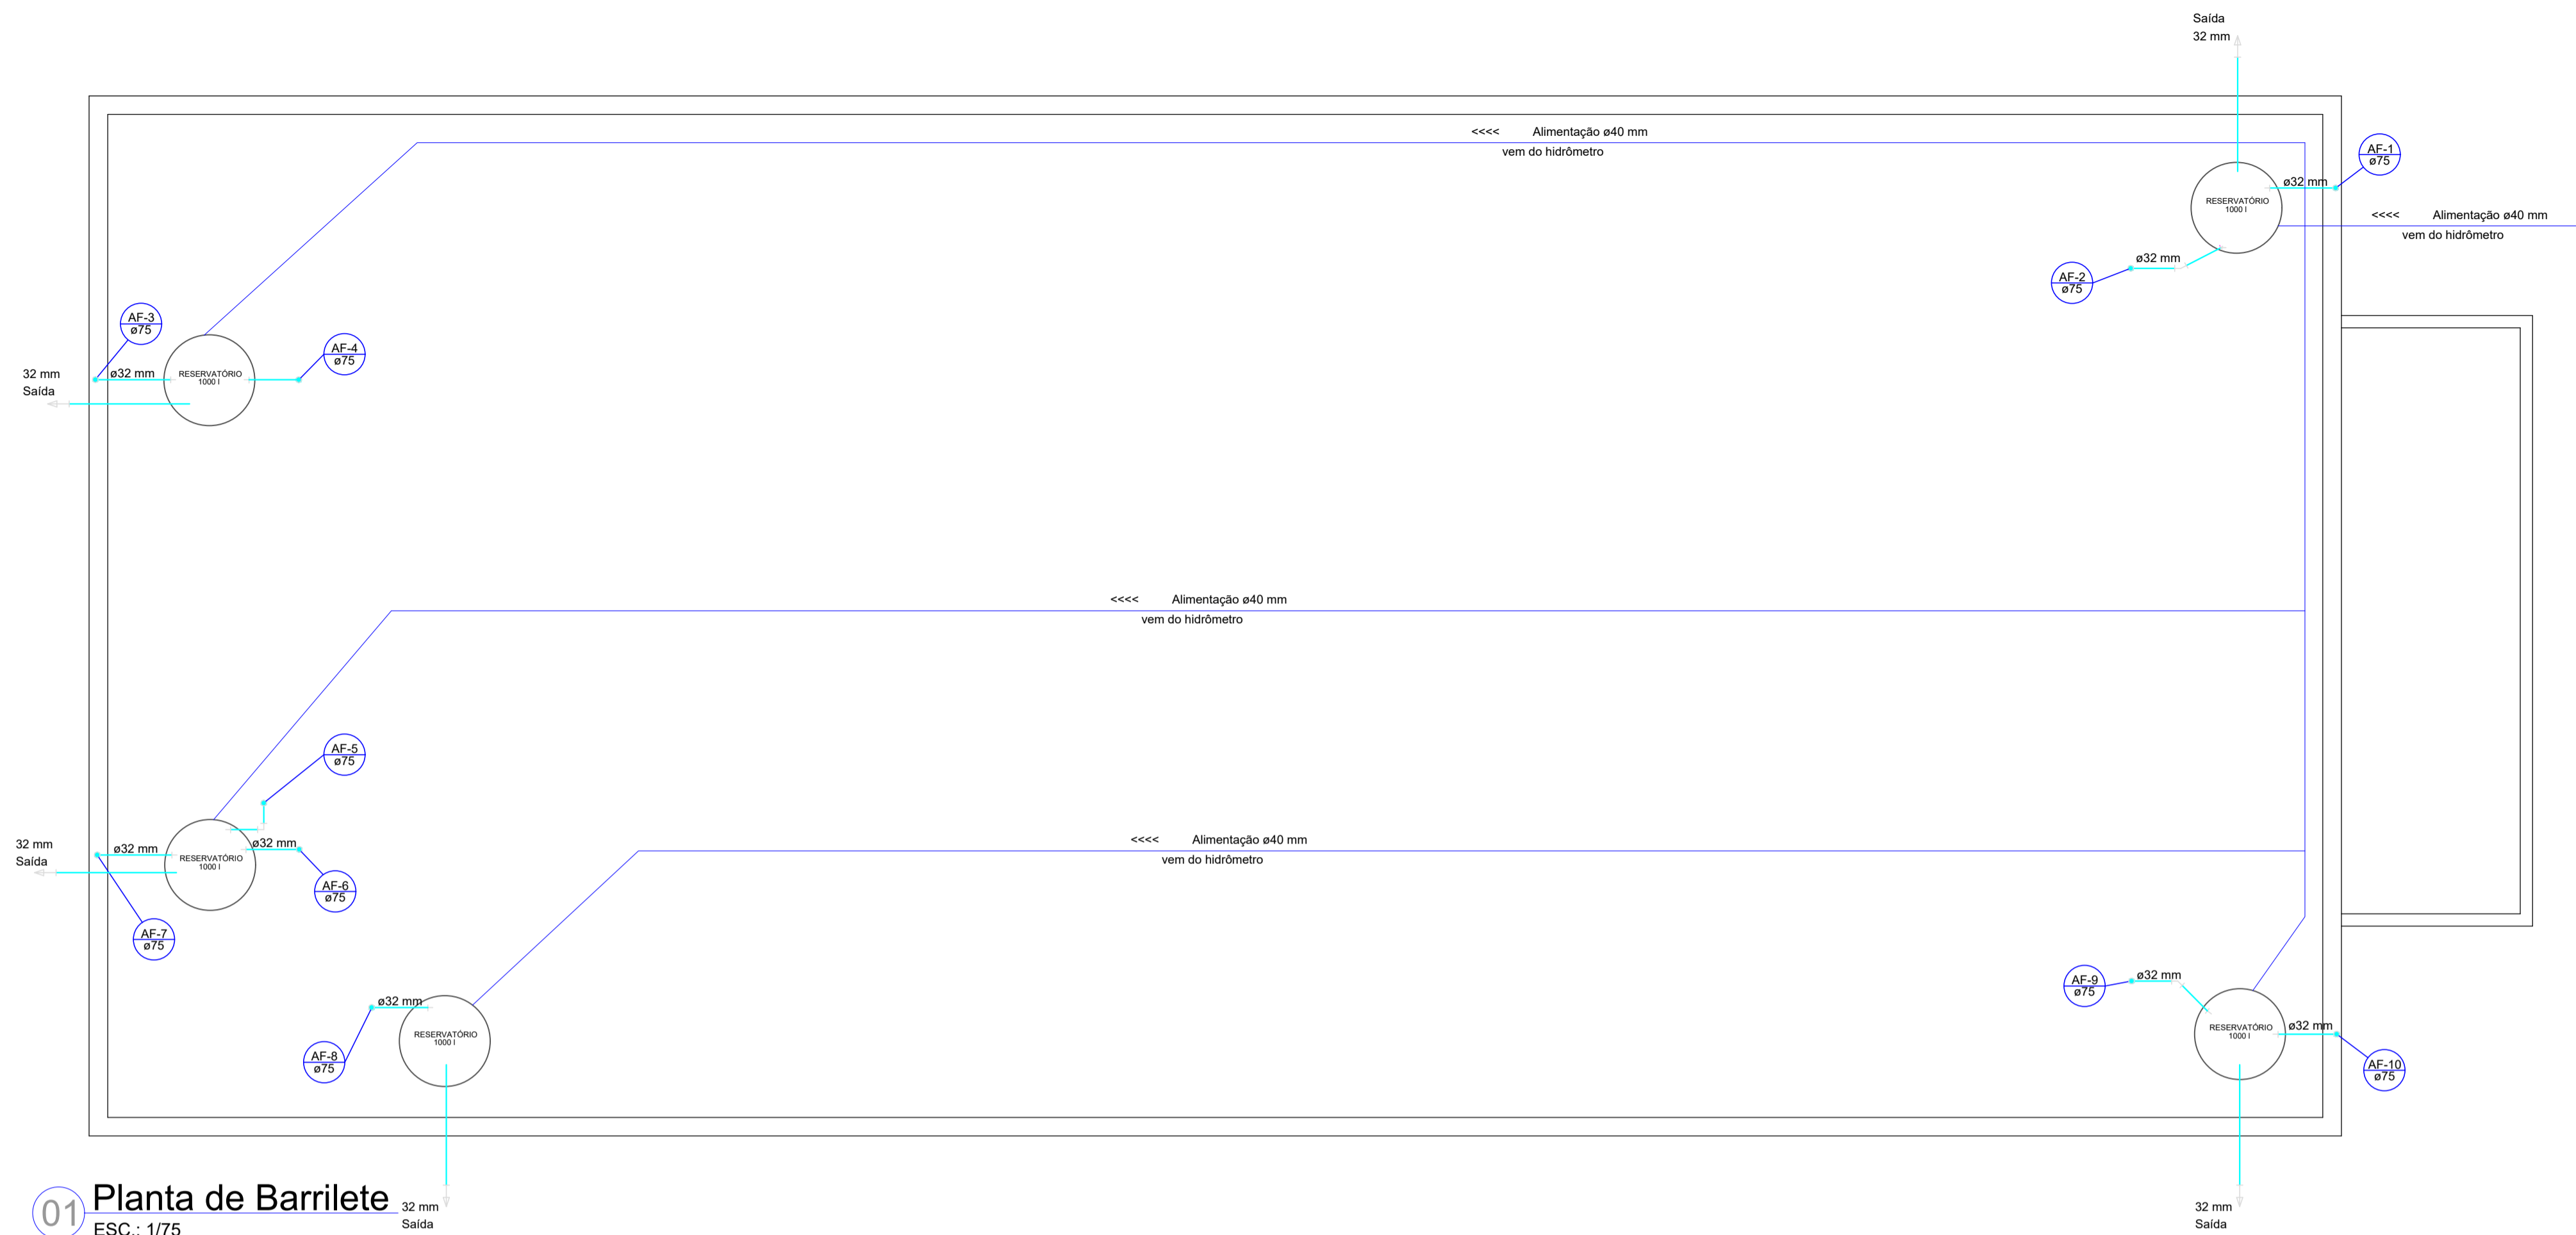 Saída
32 mm
<<<< Alimentação ø40 mm
vem do hidrômetro
AF-1
ø75
ø32 mm
RESERVATÓRIO
1000 l
<<<< Alimentação ø40 mm
vem do hidrômetro
ø32 mm
AF-2
ø75
AF-3
ø75
AF-4
ø75
32 mm
Saída
ø32 mm
RESERVATÓRIO
1000 l
<<<< Alimentação ø40 mm
vem do hidrômetro
AF-5
ø75
32 mm
Saída
ø32 mm
ø32 mm
RESERVATÓRIO
1000 l
AF-6
ø75
AF-7
ø75
<<<< Alimentação ø40 mm
vem do hidrômetro
ø32 mm
RESERVATÓRIO
1000 l
AF-8
ø75
AF-9
ø75
ø32 mm
RESERVATÓRIO
1000 l
ø32 mm
AF-10
ø75
01 Planta de Barrilete
ESC.: 1/75
32 mm
Saída
32 mm
Saída